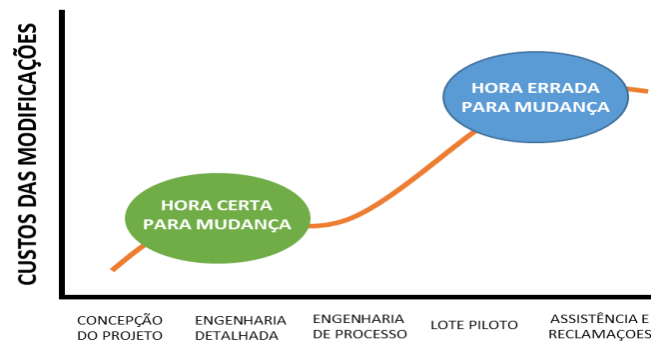 CUSTOS DAS MODIFICAÇÕES
HORA ERRADA
PARA MUDANÇA
HORA CERTA
PARA MUDANÇA
CONCEPÇÃO
DO PROJETO
ENGENHARIA
DETALHADA
ENGENHARIA
DE PROCESSO
LOTE PILOTO
ASSISTÊNCIA E
RECLAMAÇOES